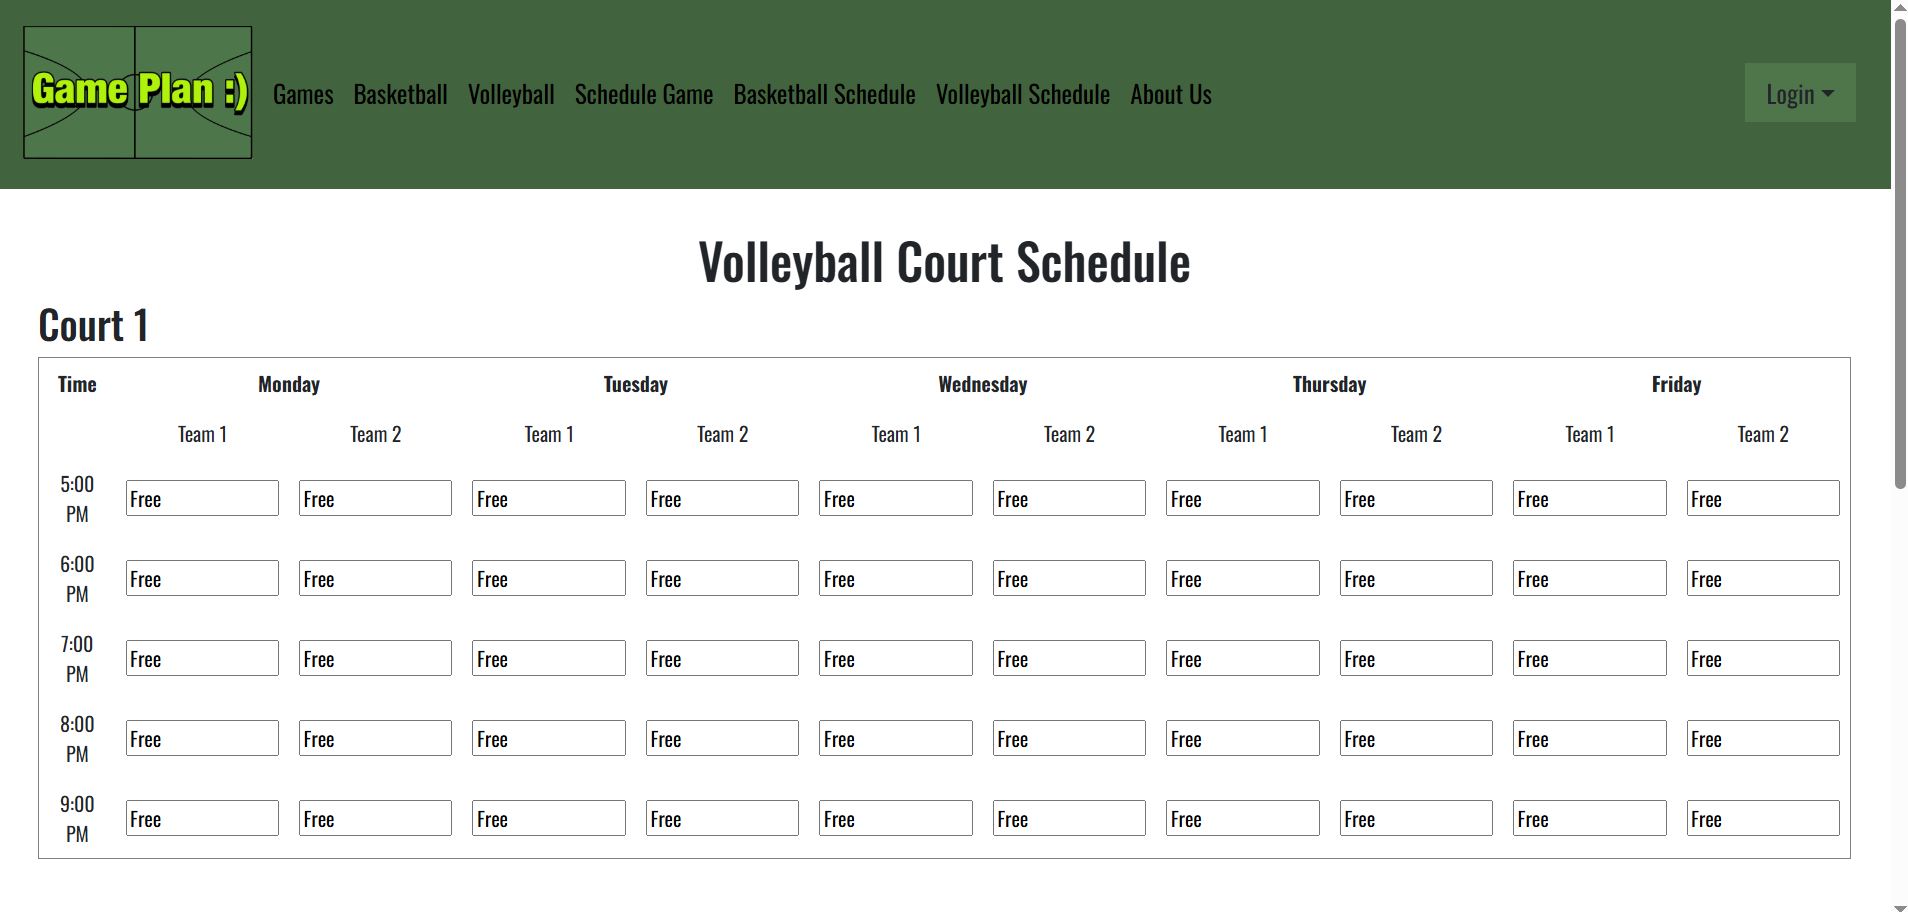 Game Plan :) Games Basketball Volleyball Schedule Game Basketball Schedule Volleyball Schedule About Us Login
Volleyball Court Schedule
Court 1
Time Monday Tuesday Wednesday Thursday Friday
Team 1 Team 2 Team 1 Team 2 Team 1 Team 2 Team 1 Team 2 Team 1 Team 2
5:00 PM Free Free Free Free Free Free Free Free Free Free
6:00 PM Free Free Free Free Free Free Free Free Free Free
7:00 PM Free Free Free Free Free Free Free Free Free Free
8:00 PM Free Free Free Free Free Free Free Free Free Free
9:00 PM Free Free Free Free Free Free Free Free Free Free